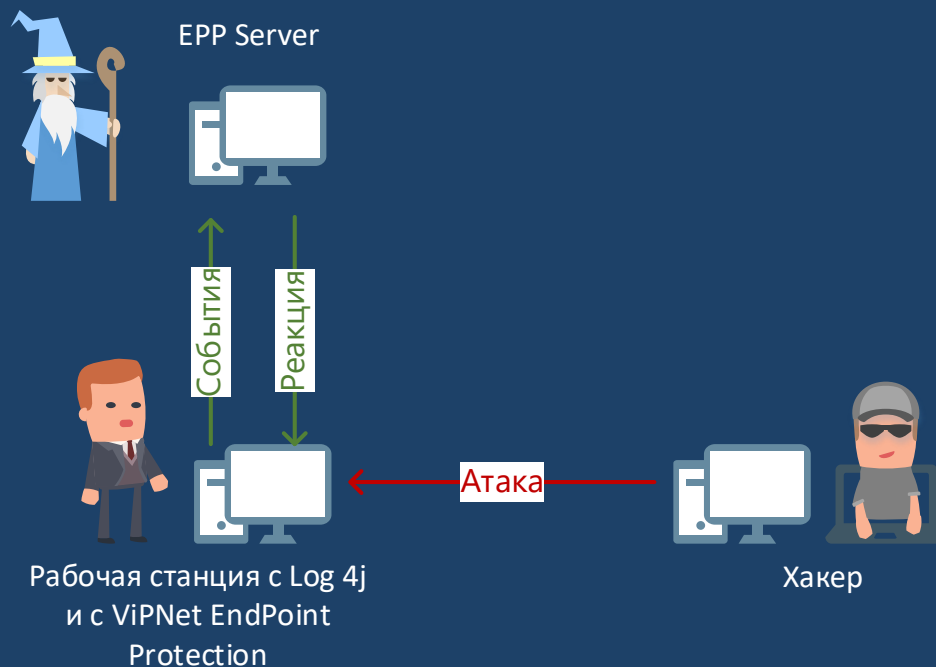 EPP Server
События
Реакция
Атака
Рабочая станция с Log 4j
и с ViPNet EndPoint
Protection
Хакер